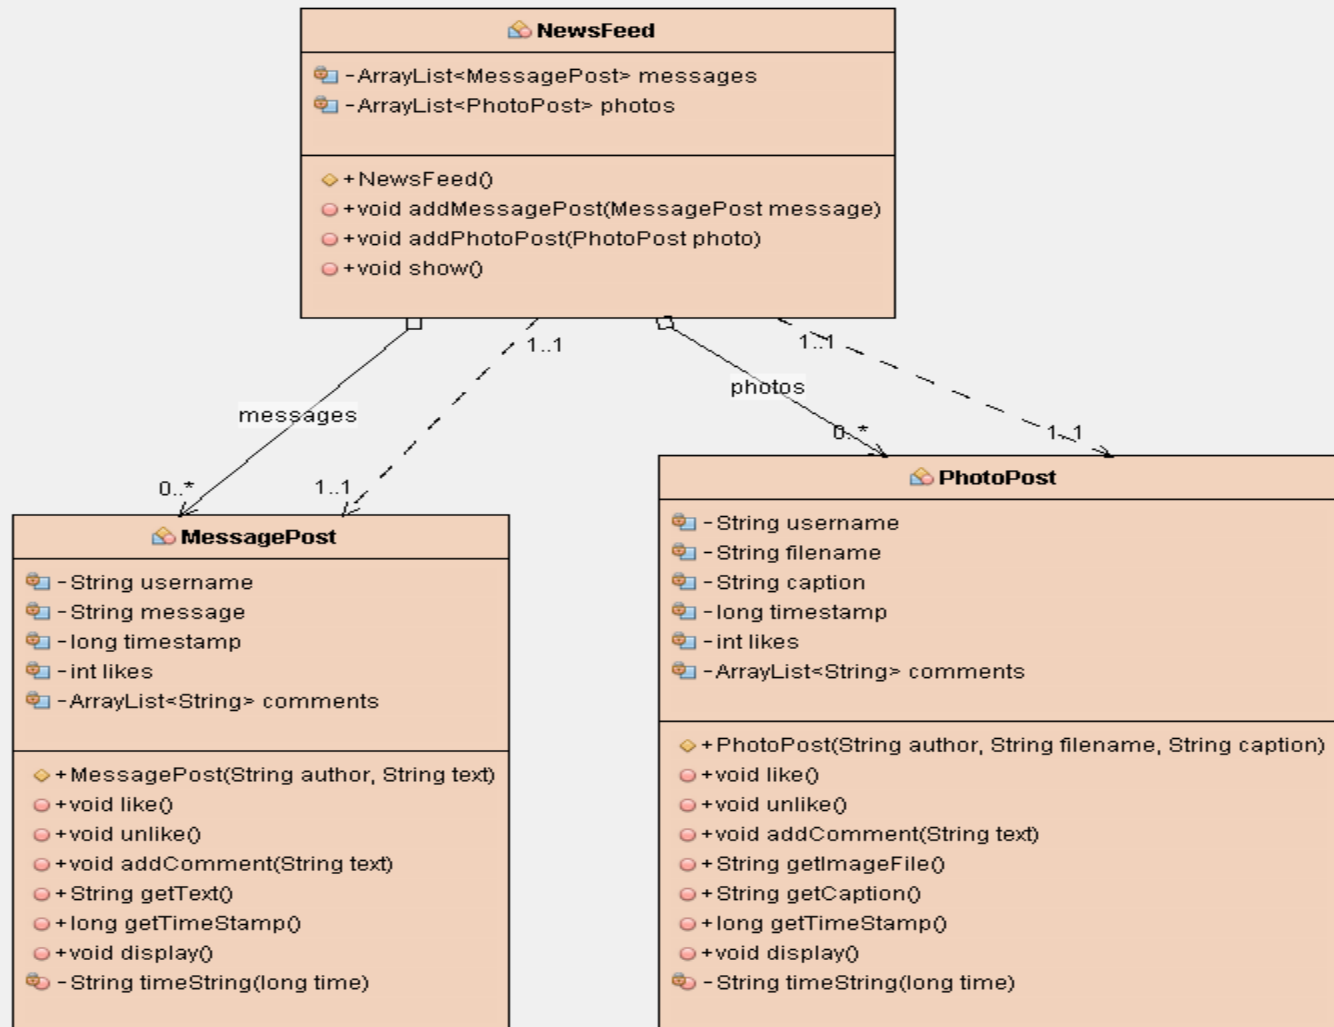 NewsFeed
-ArrayList<MessagePost> messages
-ArrayList<PhotoPost> photos
+NewsFeed()
+void addMessagePost(MessagePost message)
+void addPhotoPost(PhotoPost photo)
+void show()
1..1
1..1
photos
messages
0..*
1..1
0..*
1..1
MessagePost
-String username
-String message
-long timestamp
-int likes
-ArrayList<String> comments
+MessagePost(String author, String text)
+void like()
+void unlike()
+void addComment(String text)
+String getText()
+long getTimeStamp()
+void display()
-String timeString(long time)
PhotoPost
-String username
-String filename
-String caption
-long timestamp
-int likes
-ArrayList<String> comments
+PhotoPost(String author, String filename, String caption)
+void like()
+void unlike()
+void addComment(String text)
+String getImageFile()
+String getCaption()
+long getTimeStamp()
+void display()
-String timeString(long time)